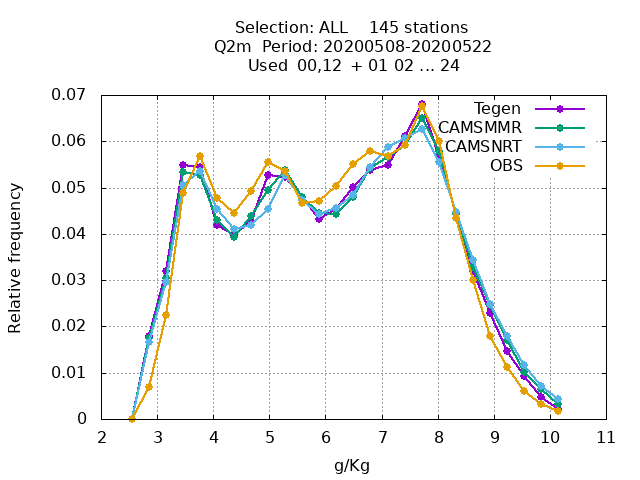 Selection: ALL    145 stations
Q2m  Period: 20200508-20200522
Used  00,12  + 01 02 ... 24
Relative frequency
0.07
0.06
0.05
0.04
0.03
0.02
0.01
0
Tegen
CAMSMMR
CAMSNRT
OBS
2 3 4 5 6 7 8 9 10 11
g/Kg